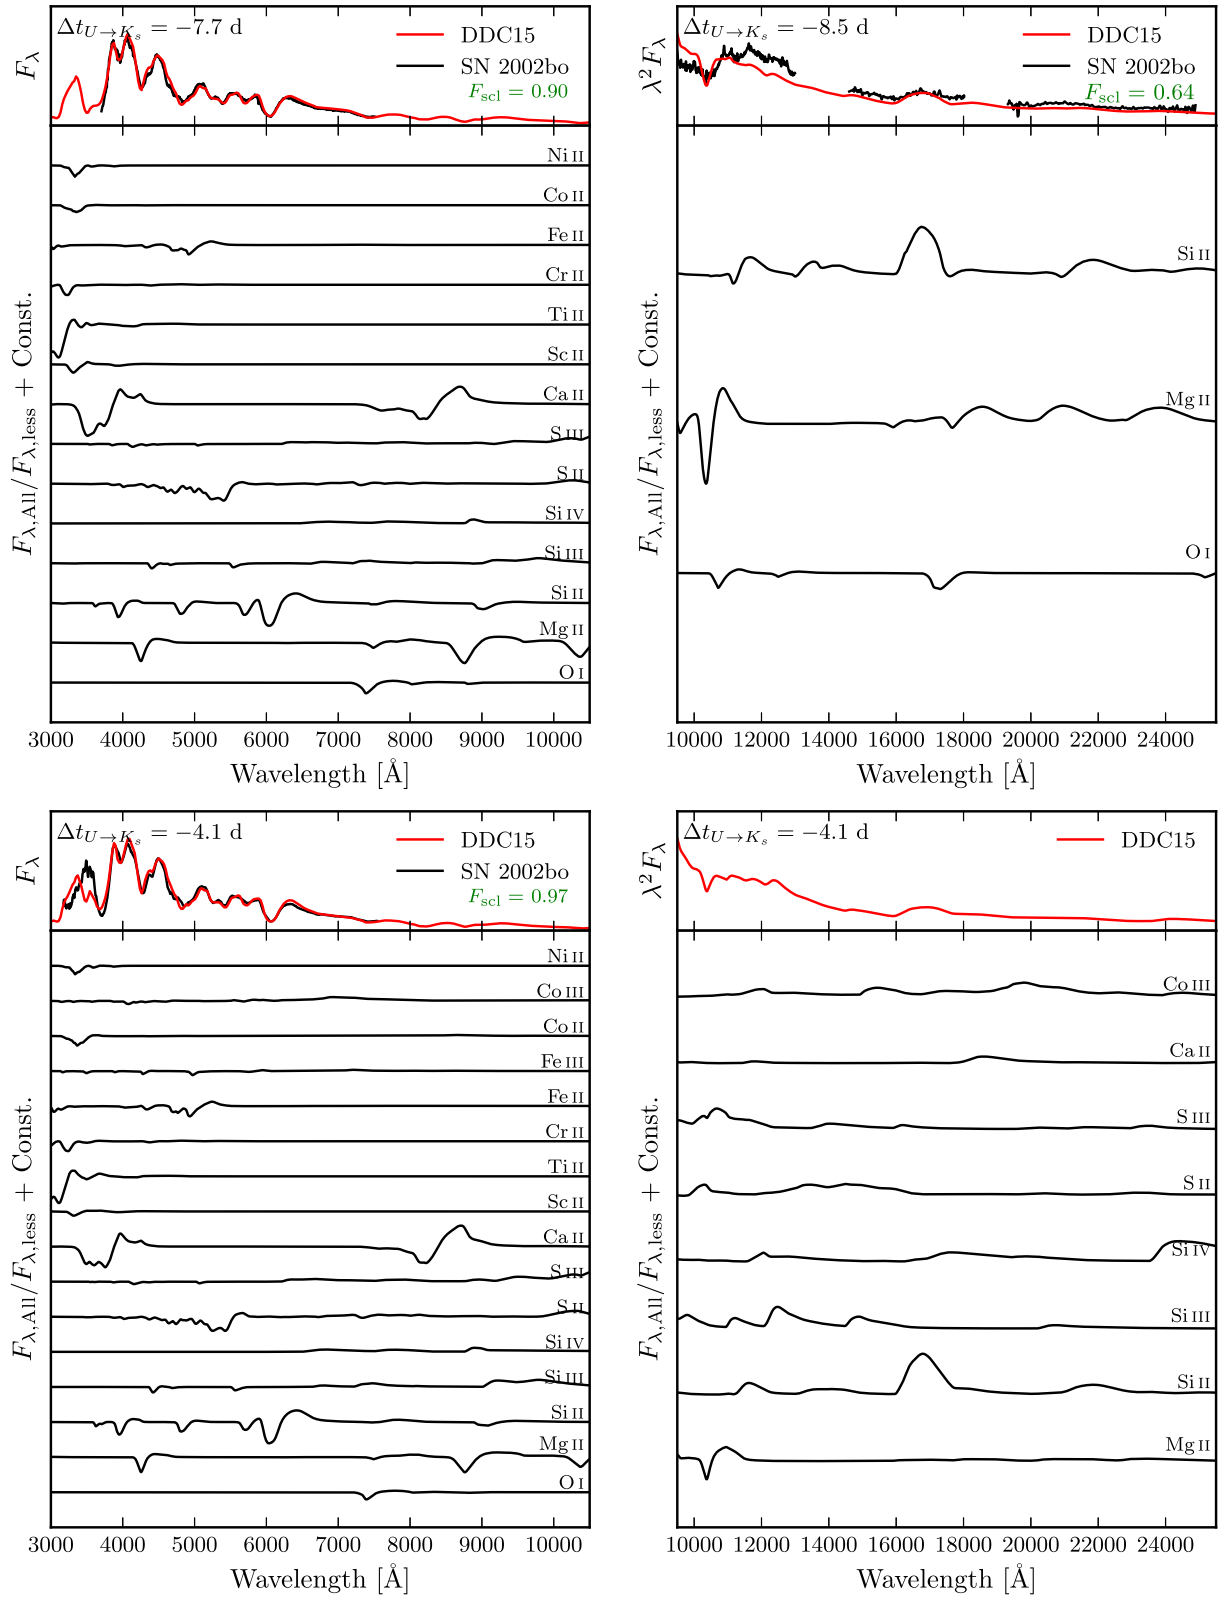 Δt_{U→K_s} = −7.7 d
DDC15
SN 2002bo
F_scl = 0.90
F_λ
Ni II
Co II
Fe II
Cr II
Ti II
Sc II
Ca II
S III
S II
Si IV
Si III
Si II
Mg II
O I
F_{λ,All}/F_{λ,less} + Const.
3000 4000 5000 6000 7000 8000 9000 10000
Wavelength [Å]
Δt_{U→K_s} = −8.5 d
DDC15
SN 2002bo
F_scl = 0.64
λ²F_λ
Si II
Mg II
O I
F_{λ,All}/F_{λ,less} + Const.
10000 12000 14000 16000 18000 20000 22000 24000
Wavelength [Å]
Δt_{U→K_s} = −4.1 d
DDC15
SN 2002bo
F_scl = 0.97
F_λ
Ni II
Co III
Co II
Fe III
Fe II
Cr II
Ti II
Sc II
Ca II
S III
S II
Si IV
Si III
Si II
Mg II
O I
F_{λ,All}/F_{λ,less} + Const.
3000 4000 5000 6000 7000 8000 9000 10000
Wavelength [Å]
Δt_{U→K_s} = −4.1 d
DDC15
λ²F_λ
Co III
Ca II
S III
S II
Si IV
Si III
Si II
Mg II
F_{λ,All}/F_{λ,less} + Const.
10000 12000 14000 16000 18000 20000 22000 24000
Wavelength [Å]